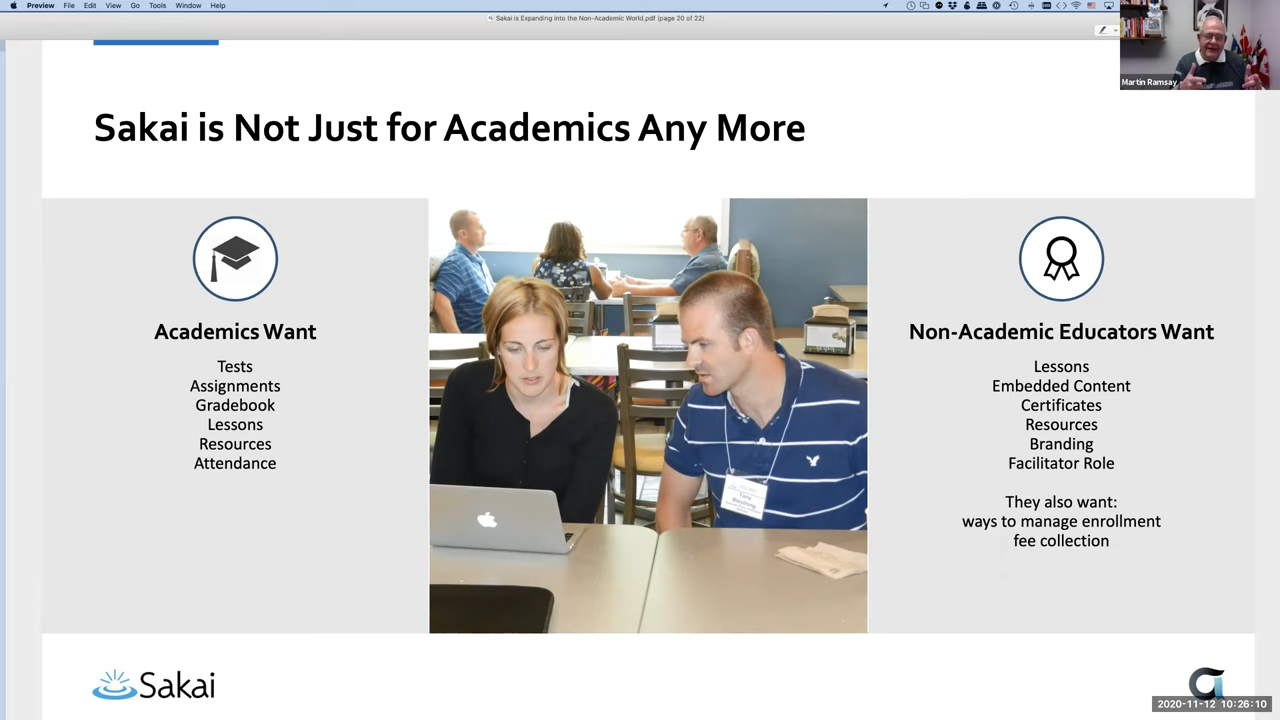 Preview File Edit View Go Tools Window Help
Sakai is Expanding into the Non-Academic World.pdf (page 20 of 22)
Martin Ramsay
Sakai is Not Just for Academics Any More
Academics Want
Tests
Assignments
Gradebook
Lessons
Resources
Attendance
Non-Academic Educators Want
Lessons
Embedded Content
Certificates
Resources
Branding
Facilitator Role
They also want:
ways to manage enrollment
fee collection
Sakai
2020-11-12 10:26:10